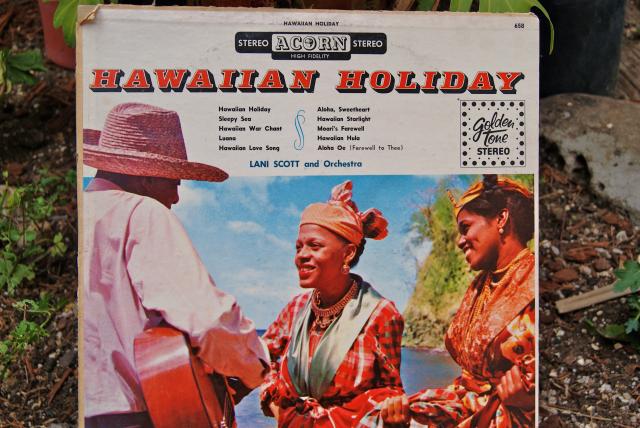 HAWAIIAN HOLIDAY
658
STEREO ACORN STEREO
HIGH FIDELITY
HAWAIIAN HOLIDAY
Hawaiian Holiday
Sleepy Sea
Hawaiian War Chant
Luana
Hawaiian Love Song
Aloha, Sweetheart
Hawaiian Starlight
Maori's Farewell
Hawaiian Hula
Aloha Oe (Farewell to Thee)
LANI SCOTT and Orchestra
Golden
Tone
STEREO